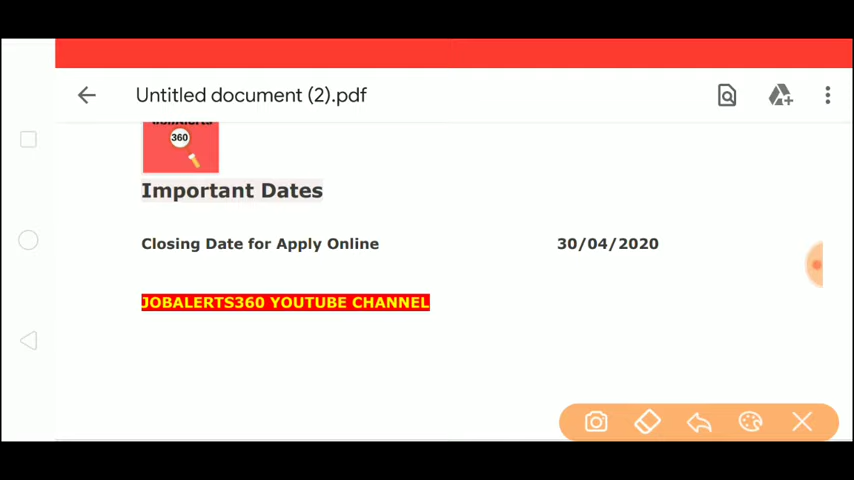 Untitled document (2).pdf
360
Important Dates
Closing Date for Apply Online 30/04/2020
JOBALERTS360 YOUTUBE CHANNEL